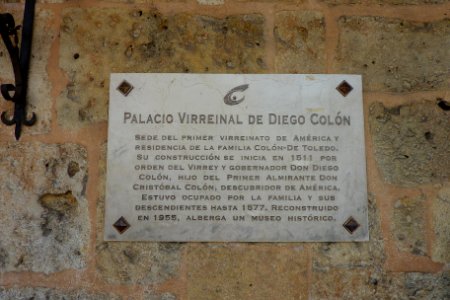 PALACIO VIRREINAL DE DIEGO COLÓN
SEDE DEL PRIMER VIRREINATO DE AMÉRICA Y
RESIDENCIA DE LA FAMILIA COLÓN-DE TOLEDO.
SU CONSTRUCCIÓN SE INICIA EN 1511 POR
ORDEN DEL VIRREY Y GOBERNADOR DON DIEGO
COLÓN, HIJO DEL PRIMER ALMIRANTE DON
CRISTÓBAL COLÓN, DESCUBRIDOR DE AMÉRICA.
ESTUVO OCUPADO POR LA FAMILIA Y SUS
DESCENDIENTES HASTA 1577. RECONSTRUIDO
EN 1955, ALBERGA UN MUSEO HISTÓRICO.